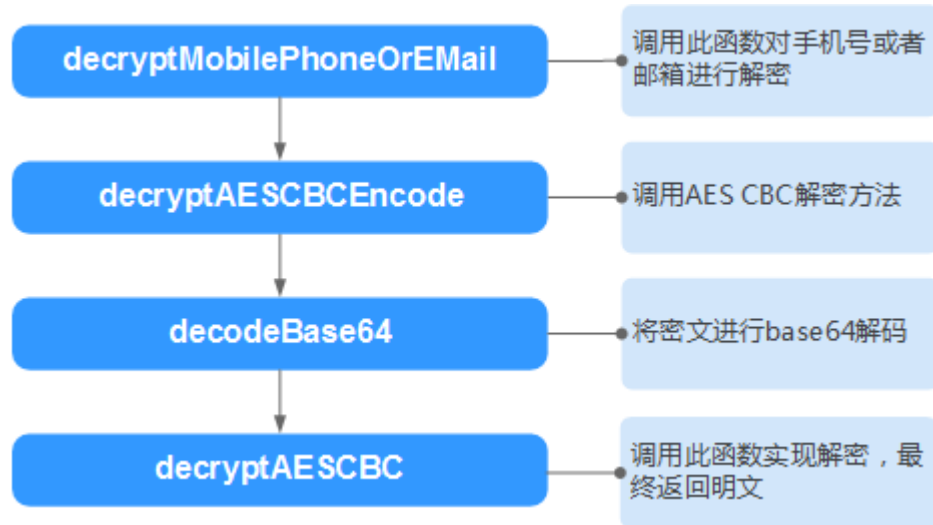 decryptMobilePhoneOrEMail
调用此函数对手机号或者
邮箱进行解密
decryptAESCBCEncode
调用AES CBC解密方法
decodeBase64
将密文进行base64解码
decryptAESCBC
调用此函数实现解密，最
终返回明文